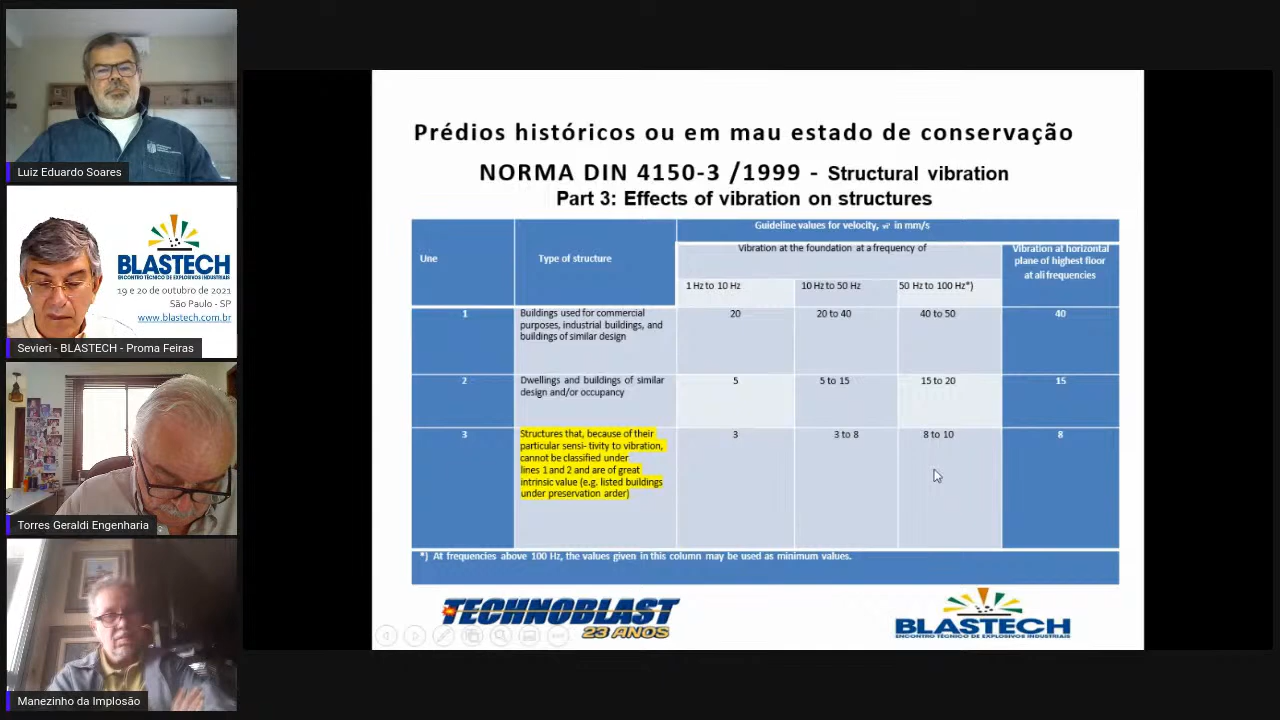 Luiz Eduardo Soares
BLASTECH
ENCONTRO TÉCNICO DE EXPLOSIVOS INDUSTRIAIS
19 e 20 de outubro de 2021
São Paulo - SP
www.blastech.com.br
Sevieri - BLASTECH - Proma Feiras
Torres Geraldi Engenharia
Manezinho da Implosão
Prédios históricos ou em mau estado de conservação
NORMA DIN 4150-3 /1999 - Structural vibration
Part 3: Effects of vibration on structures
Une
Type of structure
Guideline values for velocity, in mm/s
Vibration at the foundation at a frequency of
Vibration at horizontal
plane of highest floor
at ali frequencies
1 Hz to 10 Hz
10 Hz to 50 Hz
50 Hz to 100 Hz*)
1
Buildings used for commercial
purposes, industrial buildings, and
buildings of similar design
20
20 to 40
40 to 50
40
2
Dwellings and buildings of similar
design and/or occupancy
5
5 to 15
15 to 20
15
3
Structures that, because of their
particular sensi- tivity to vibration,
cannot be classified under
lines 1 and 2 and are of great
intrinsic value (e.g. listed buildings
under preservation arder)
3
3 to 8
8 to 10
8
*) At frequencies above 100 Hz, the values given in this column may be used as minimum values.
TECHNOBLAST
23 ANOS
BLASTECH
ENCONTRO TÉCNICO DE EXPLOSIVOS INDUSTRIAIS